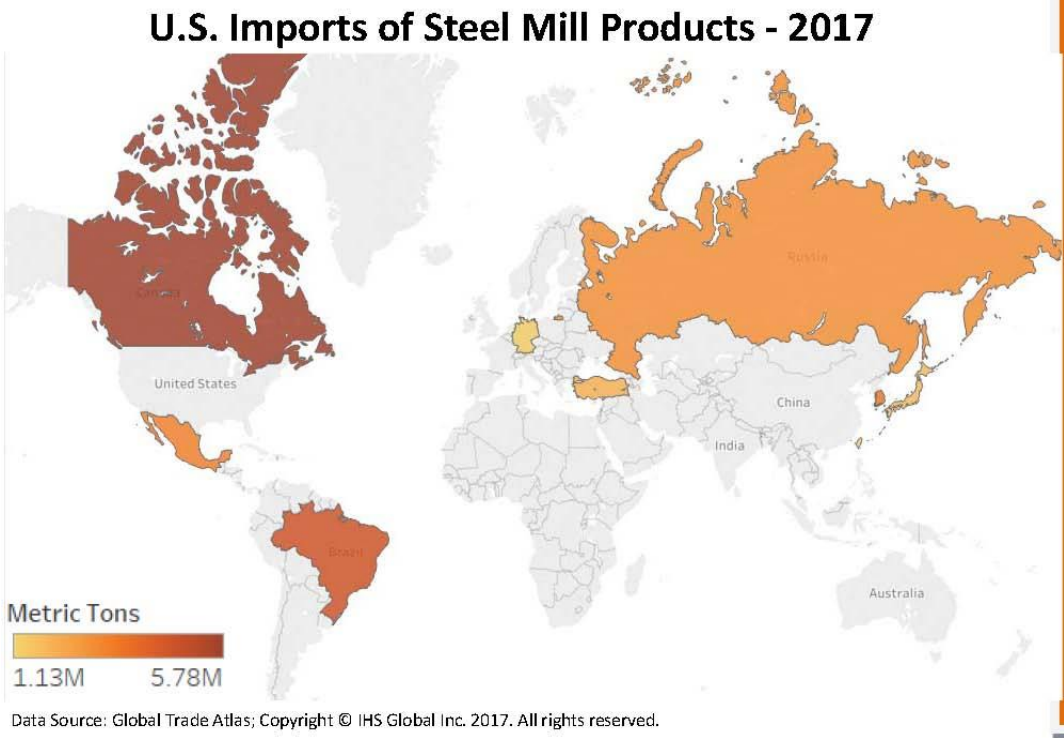 U.S. Imports of Steel Mill Products - 2017
Russia
Canada
United States
China
India
Brazil
Australia
Metric Tons
1.13M 5.78M
Data Source: Global Trade Atlas; Copyright © IHS Global Inc. 2017. All rights reserved.